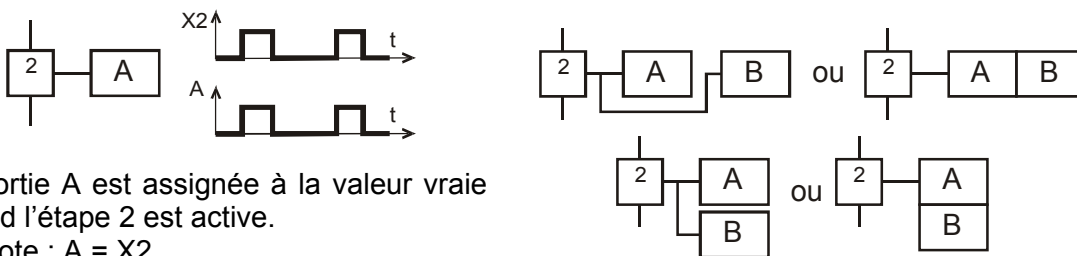 2 A
X2
t
A
t
2 A B ou 2 A B
2 A ou 2 A
B B
ortie A est assignée à la valeur vraie
d l'étape 2 est active.
ote : A = X2